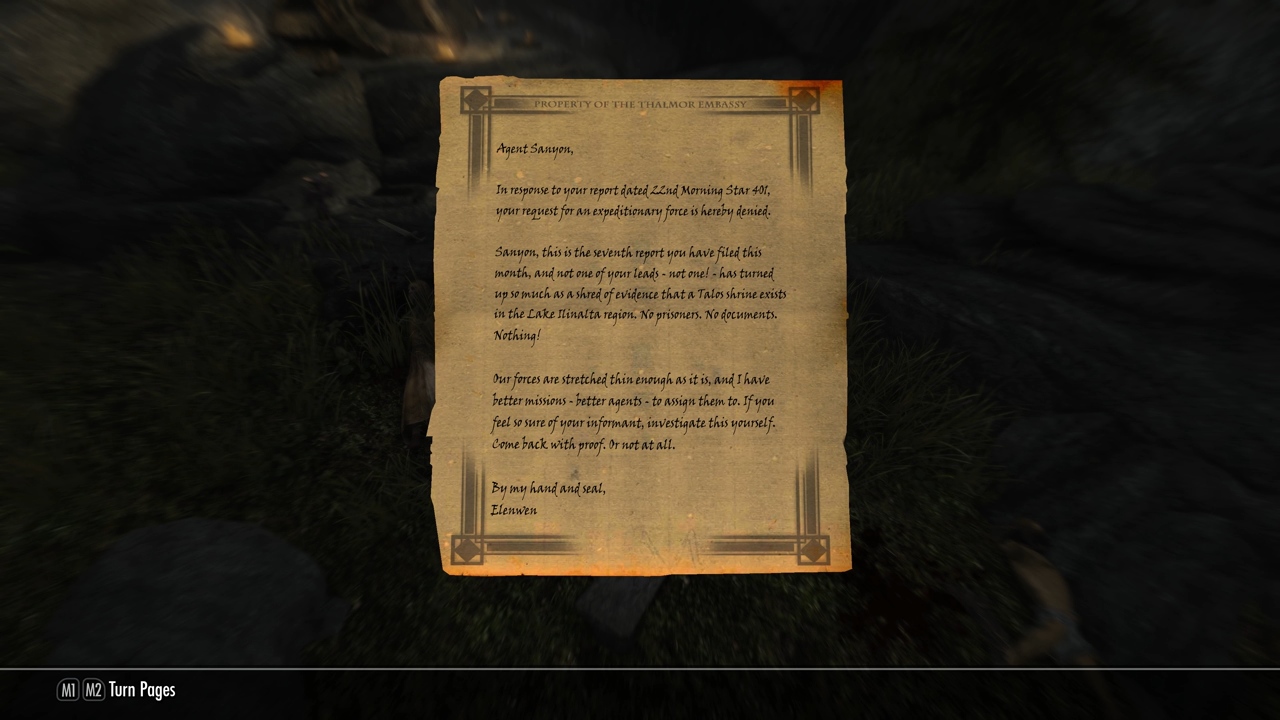 PROPERTY OF THE THALMOR EMBASSY
Agent Sanyon,
In response to your report dated 22nd Morning Star 401,
your request for an expeditionary force is hereby denied.
Sanyon, this is the seventh report you have filed this
month, and not one of your leads - not one! - has turned
up so much as a shred of evidence that a Talos shrine exists
in the Lake Ilinalta region. No prisoners. No documents.
Nothing!
Our forces are stretched thin enough as it is, and I have
better missions - better agents - to assign them to. If you
feel so sure of your informant, investigate this yourself.
Come back with proof. Or not at all.
By my hand and seal,
Elenwen
M1 M2 Turn Pages